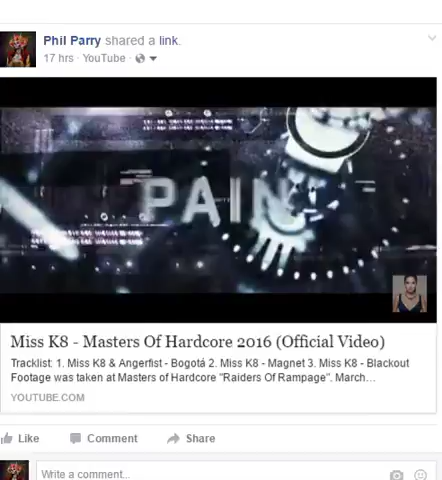 Phil Parry shared a link.
17 hrs · YouTube ·
PAIN
Miss K8 - Masters Of Hardcore 2016 (Official Video)
Tracklist: 1. Miss K8 & Angerfist - Bogotá 2. Miss K8 - Magnet 3. Miss K8 - Blackout
Footage was taken at Masters of Hardcore "Raiders Of Rampage". March...
YOUTUBE.COM
Like Comment Share
Write a comment...